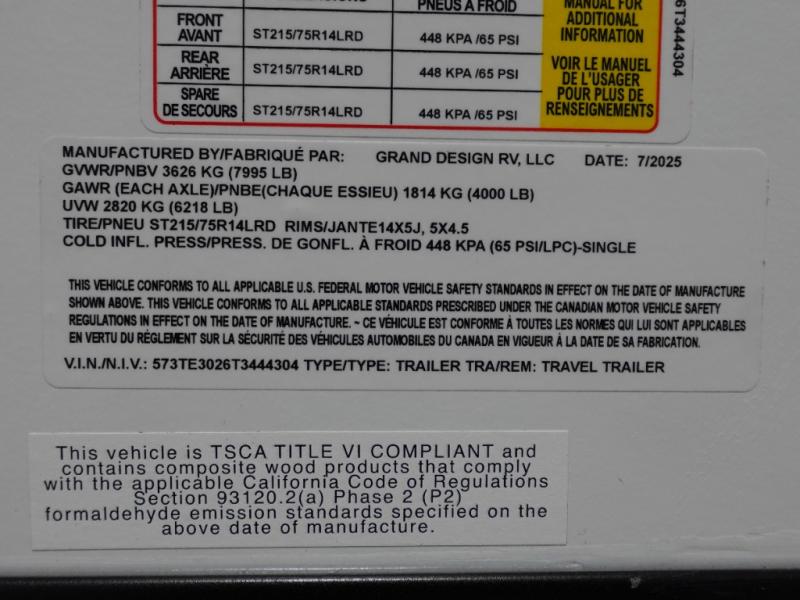 PNEUS À FROID
MANUAL FOR
ADDITIONAL
INFORMATION
FRONT
AVANT ST215/75R14LRD 448 KPA /65 PSI
REAR
ARRIÈRE ST215/75R14LRD 448 KPA /65 PSI
VOIR LE MANUEL
DE L'USAGER
POUR PLUS DE
RENSEIGNEMENTS
SPARE
DE SECOURS ST215/75R14LRD 448 KPA /65 PSI
6T3444304
MANUFACTURED BY/FABRIQUÉ PAR: GRAND DESIGN RV, LLC DATE: 7/2025
GVWR/PNBV 3626 KG (7995 LB)
GAWR (EACH AXLE)/PNBE(CHAQUE ESSIEU) 1814 KG (4000 LB)
UVW 2820 KG (6218 LB)
TIRE/PNEU ST215/75R14LRD RIMS/JANTE14X5J, 5X4.5
COLD INFL. PRESS/PRESS. DE GONFL. À FROID 448 KPA (65 PSI/LPC)-SINGLE
THIS VEHICLE CONFORMS TO ALL APPLICABLE U.S. FEDERAL MOTOR VEHICLE SAFETY STANDARDS IN EFFECT ON THE DATE OF MANUFACTURE
SHOWN ABOVE. THIS VEHICLE CONFORMS TO ALL APPLICABLE STANDARDS PRESCRIBED UNDER THE CANADIAN MOTOR VEHICLE SAFETY
REGULATIONS IN EFFECT ON THE DATE OF MANUFACTURE. ~ CE VÉHICULE EST CONFORME À TOUTES LES NORMES QUI LUI SONT APPLICABLES
EN VERTU DU RÉGLEMENT SUR LA SÉCURITÉ DES VÉHICULES AUTOMOBILES DU CANADA EN VIGUEUR À LA DATE DE SA FABRICATION.
V.I.N./N.I.V.: 573TE3026T3444304 TYPE/TYPE: TRAILER TRA/REM: TRAVEL TRAILER
This vehicle is TSCA TITLE VI COMPLIANT and
contains composite wood products that comply
with the applicable California Code of Regulations
Section 93120.2(a) Phase 2 (P2)
formaldehyde emission standards specified on the
above date of manufacture.